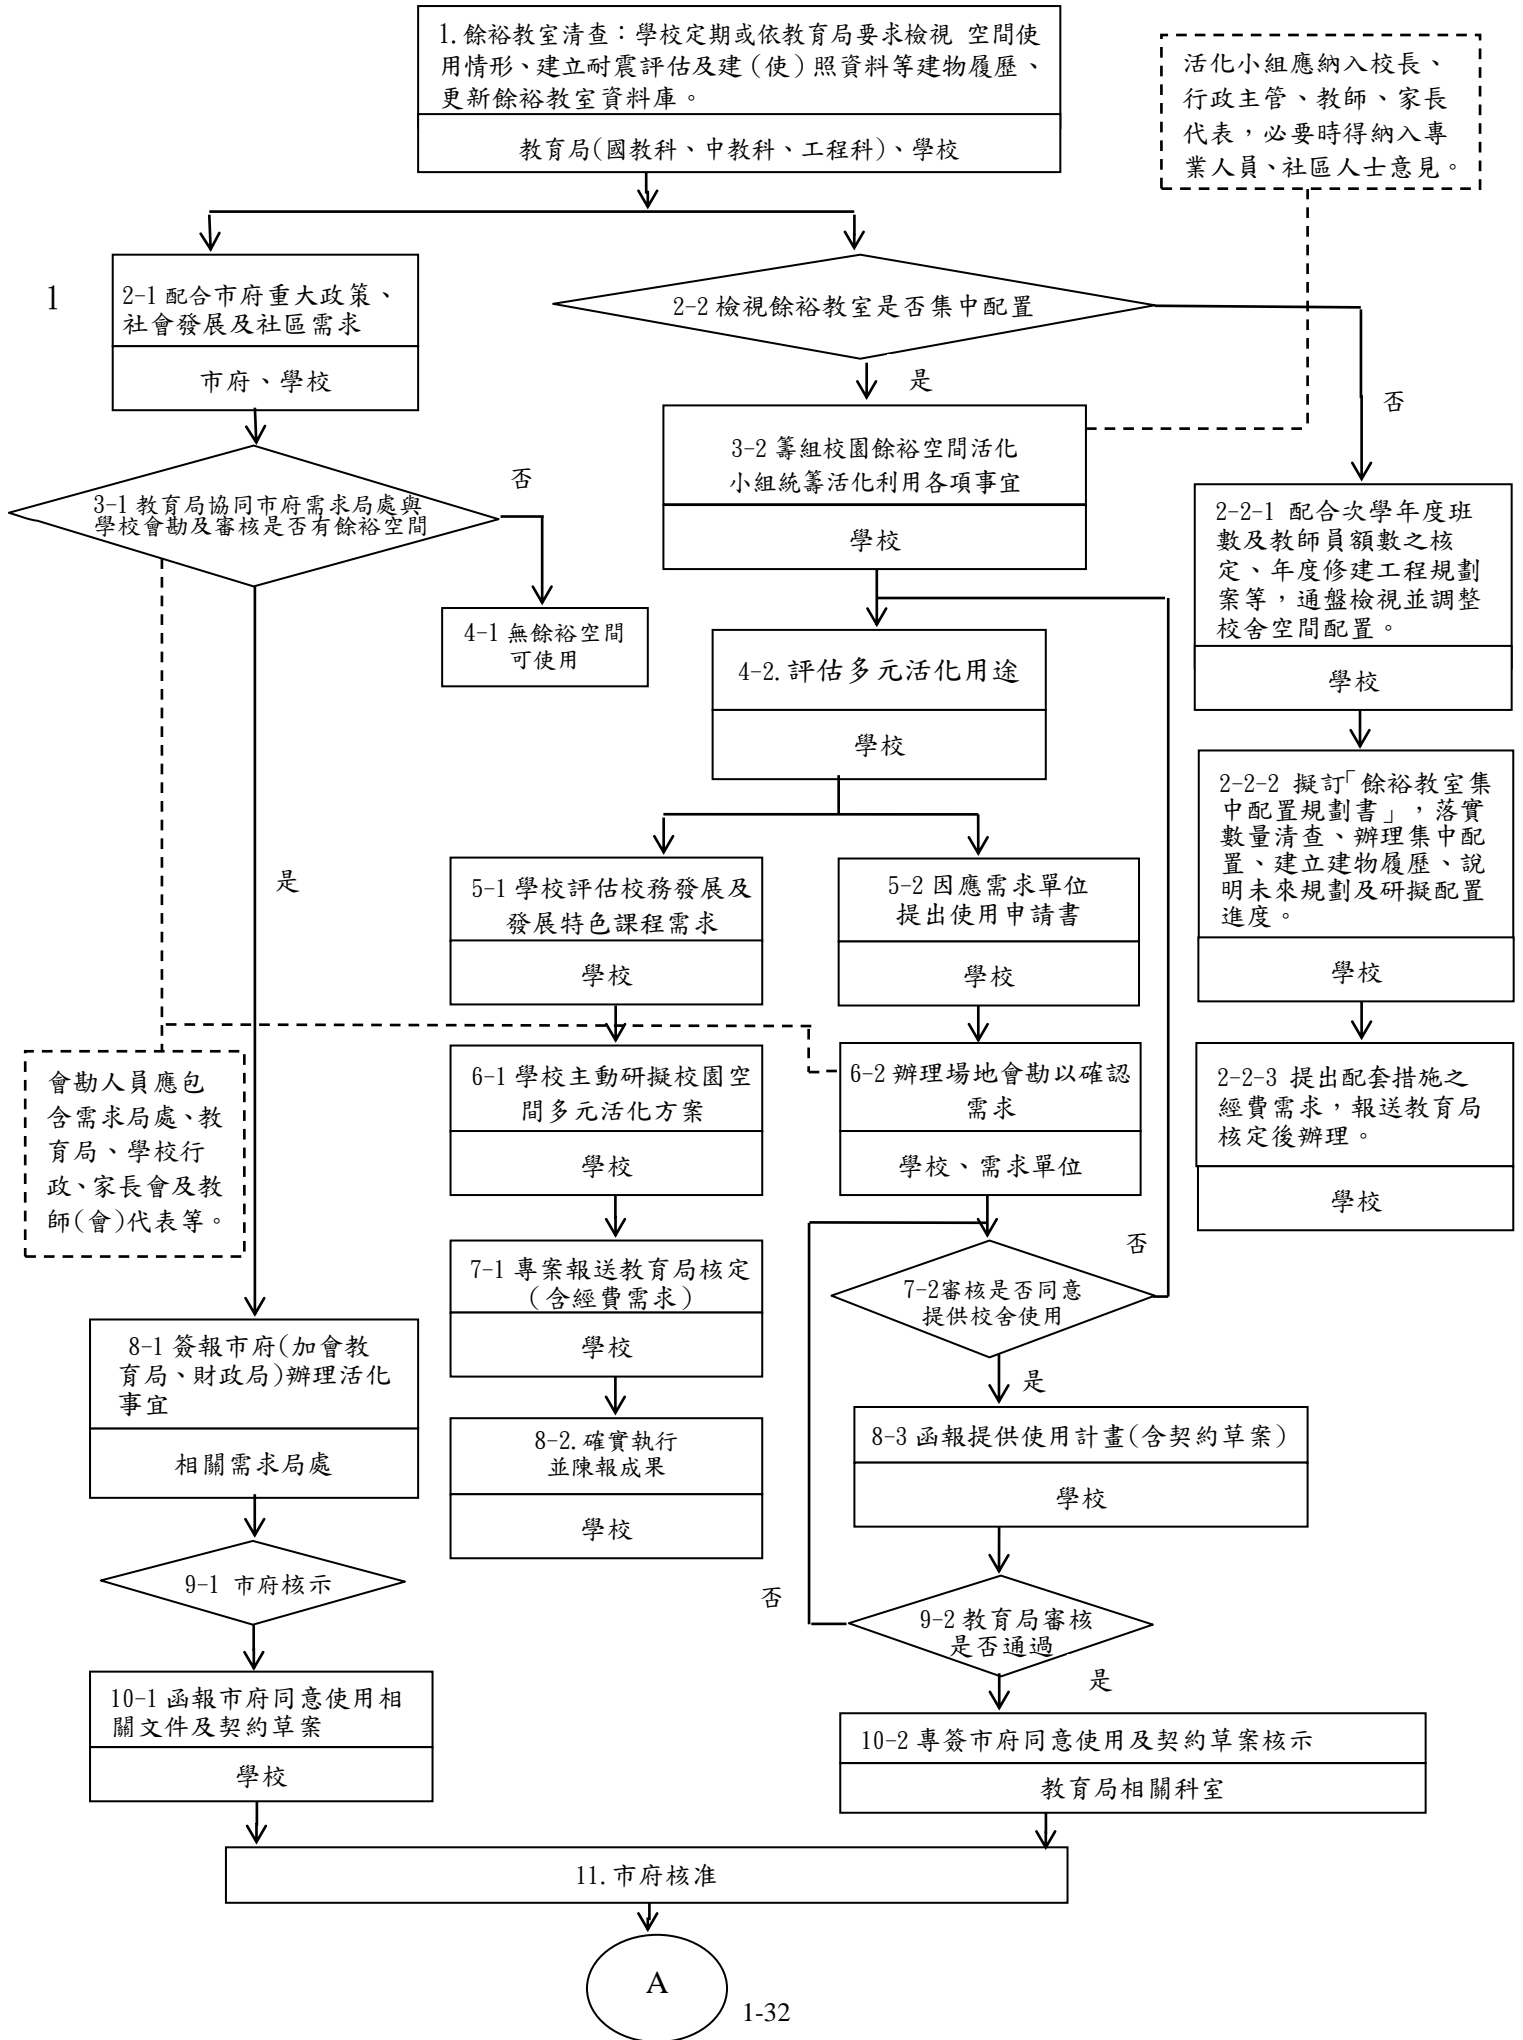 1.餘裕教室清查：學校定期或依教育局要求檢視 空間使
用情形、建立耐震評估及建(使)照資料等建物履歷、
更新餘裕教室資料庫。
教育局(國教科、中教科、工程科)、學校
活化小組應納入校長、
行政主管、教師、家長
代表，必要時得納入專
業人員、社區人士意見。
1
2-1 配合市府重大政策、
社會發展及社區需求
市府、學校
2-2 檢視餘裕教室是否集中配置
是
否
3-1 教育局協同市府需求局處與
學校會勘及審核是否有餘裕空間
否
是
4-1 無餘裕空間
可使用
3-2 籌組校園餘裕空間活化
小組統籌活化利用各項事宜
學校
4-2.評估多元活化用途
學校
2-2-1 配合次學年度班
數及教師員額數之核
定、年度修建工程規劃
案等，通盤檢視並調整
校舍空間配置。
學校
2-2-2 擬訂「餘裕教室集
中配置規劃書」，落實
數量清查、辦理集中配
置、建立建物履歷、說
明未來規劃及研擬配置
進度。
學校
2-2-3 提出配套措施之
經費需求，報送教育局
核定後辦理。
學校
5-1 學校評估校務發展及
發展特色課程需求
學校
5-2 因應需求單位
提出使用申請書
學校
會勘人員應包
含需求局處、教
育局、學校行
政、家長會及教
師(會)代表等。
6-1 學校主動研擬校園空
間多元活化方案
學校
6-2 辦理場地會勘以確認
需求
學校、需求單位
7-1 專案報送教育局核定
(含經費需求)
學校
7-2審核是否同意
提供校舍使用
否
是
8-1 簽報市府(加會教
育局、財政局)辦理活化
事宜
相關需求局處
8-2.確實執行
並陳報成果
學校
8-3 函報提供使用計畫(含契約草案)
學校
9-1 市府核示
9-2 教育局審核
是否通過
否
是
10-1 函報市府同意使用相
關文件及契約草案
學校
10-2 專簽市府同意使用及契約草案核示
教育局相關科室
11.市府核准
A
1-32